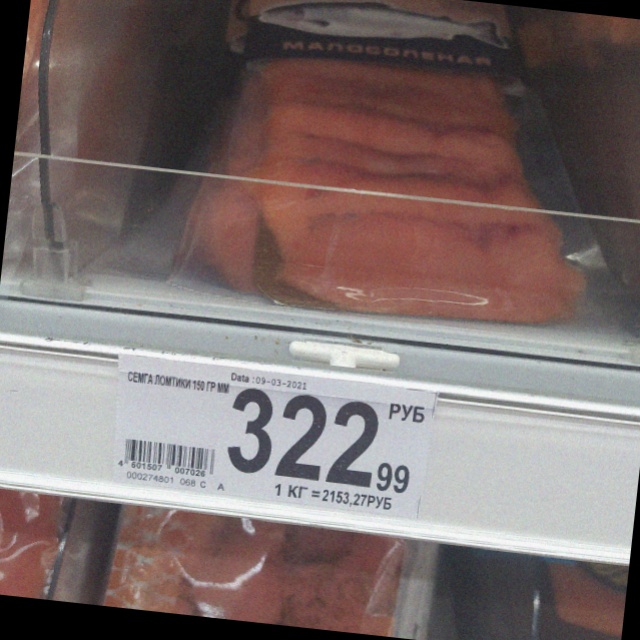 МАЛОСОЛЕНАЯ
СЕМГА ЛОМТИКИ 150 ГР ММ
Data :09-03-2021
322 99 РУБ
4 601507 007026
000274801 068 С А
1 КГ = 2153,27РУБ